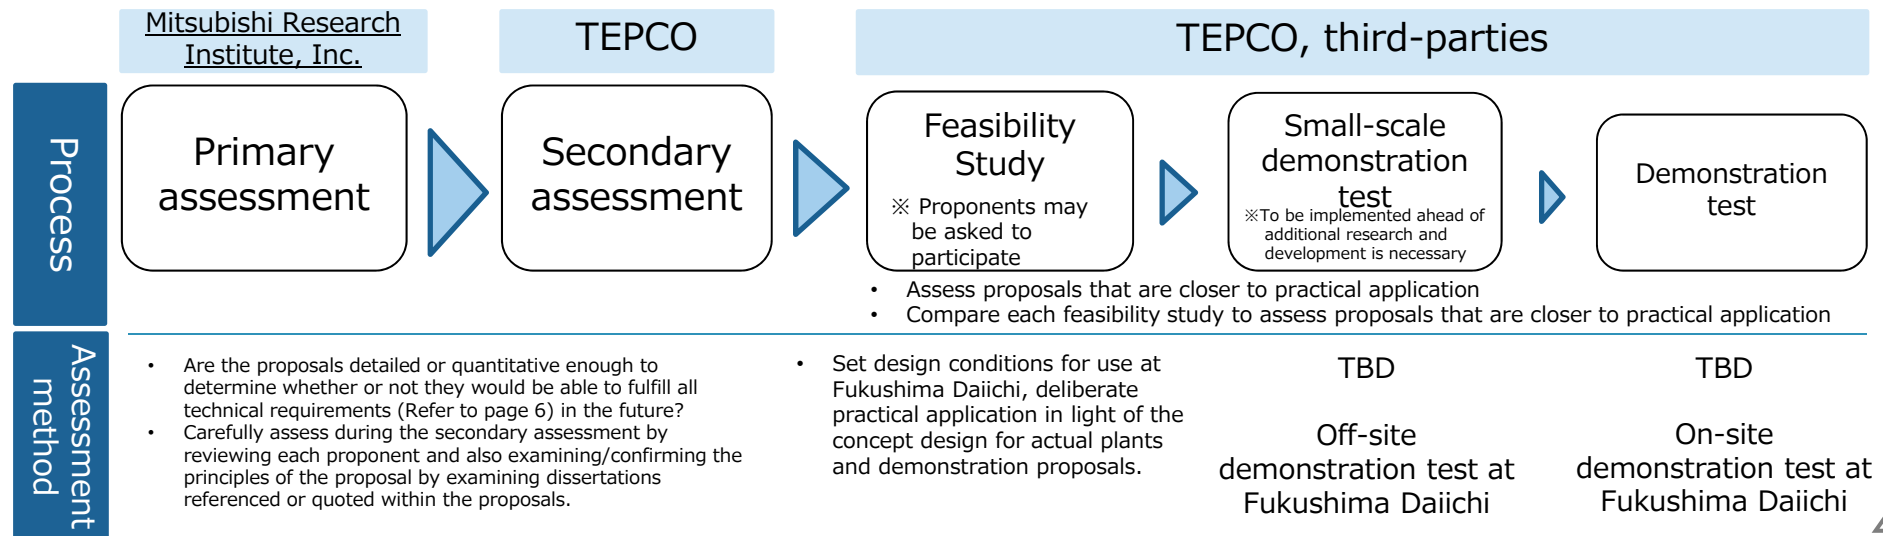 Mitsubishi Research
Institute, Inc.
TEPCO
TEPCO, third-parties
Process
Primary
assessment
Secondary
assessment
Feasibility
Study
※ Proponents may
be asked to
participate
Small-scale
demonstration
test
※To be implemented ahead of
additional research and
development is necessary
Demonstration
test
• Assess proposals that are closer to practical application
• Compare each feasibility study to assess proposals that are closer to practical application
Assessment
method
• Are the proposals detailed or quantitative enough to
determine whether or not they would be able to fulfill all
technical requirements (Refer to page 6) in the future?
• Carefully assess during the secondary assessment by
reviewing each proponent and also examining/confirming the
principles of the proposal by examining dissertations
referenced or quoted within the proposals.
• Set design conditions for use at
Fukushima Daiichi, deliberate
practical application in light of the
concept design for actual plants
and demonstration proposals.
TBD
Off-site
demonstration test at
Fukushima Daiichi
TBD
On-site
demonstration test at
Fukushima Daiichi